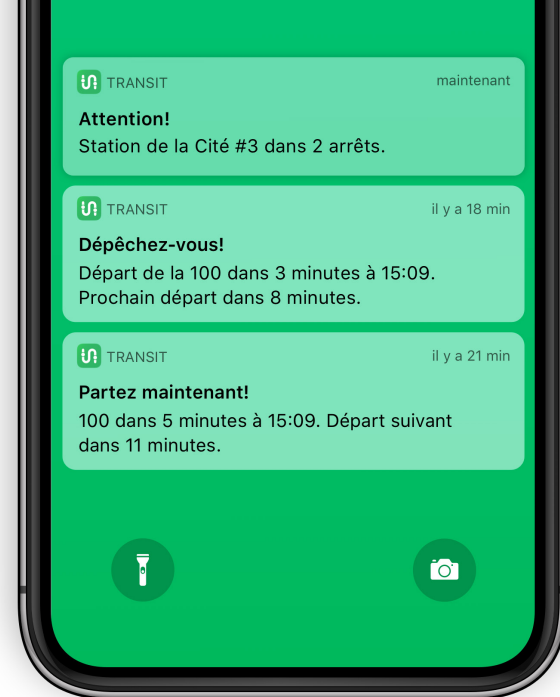 TRANSIT maintenant
Attention!
Station de la Cité #3 dans 2 arrêts.
TRANSIT il y a 18 min
Dépêchez-vous!
Départ de la 100 dans 3 minutes à 15:09.
Prochain départ dans 8 minutes.
TRANSIT il y a 21 min
Partez maintenant!
100 dans 5 minutes à 15:09. Départ suivant
dans 11 minutes.